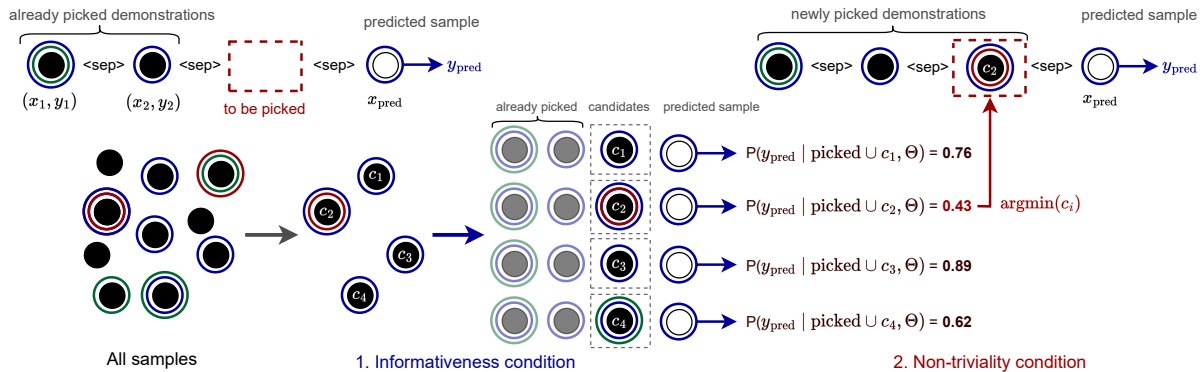 already picked demonstrations
predicted sample
<sep> <sep> <sep> y_pred
(x_1, y_1) (x_2, y_2) to be picked x_pred
newly picked demonstrations
predicted sample
<sep> <sep> c_2 <sep> y_pred
x_pred
already picked candidates predicted sample
c_1
c_2
c_3
c_4
c_1 P(y_pred | picked ∪ c_1, Θ) = 0.76
c_2 P(y_pred | picked ∪ c_2, Θ) = 0.43 argmin(c_i)
c_3 P(y_pred | picked ∪ c_3, Θ) = 0.89
c_4 P(y_pred | picked ∪ c_4, Θ) = 0.62
All samples
1. Informativeness condition
2. Non-triviality condition